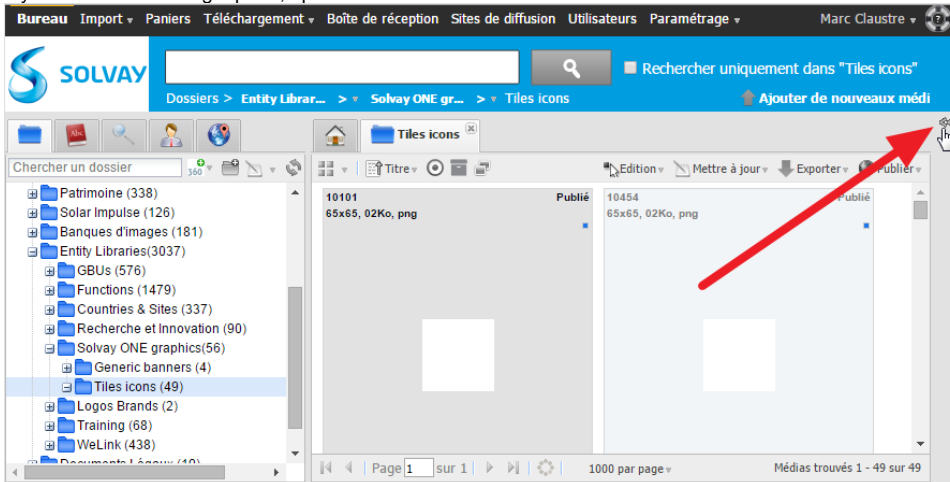 Bureau Import Paniers Téléchargement Boîte de réception Sites de diffusion Utilisateurs Paramétrage Marc Claustre
SOLVAY
Rechercher uniquement dans "Tiles icons"
Dossiers > Entity Librar... > Solvay ONE gr... > Tiles icons
Ajouter de nouveaux médi
Tiles icons
Chercher un dossier
360
Titre
Edition Mettre à jour Exporter Publier
Patrimoine (338)
Solar Impulse (126)
Banques d'images (181)
Entity Libraries(3037)
GBUs (576)
Functions (1479)
Countries & Sites (337)
Recherche et Innovation (90)
Solvay ONE graphics(56)
Generic banners (4)
Tiles icons (49)
Logos Brands (2)
Training (68)
WeLink (438)
10101 Publié
65x65, 02Ko, png
10454 Publié
65x65, 02Ko, png
Page 1 sur 1
1000 par page
Médias trouvés 1 - 49 sur 49